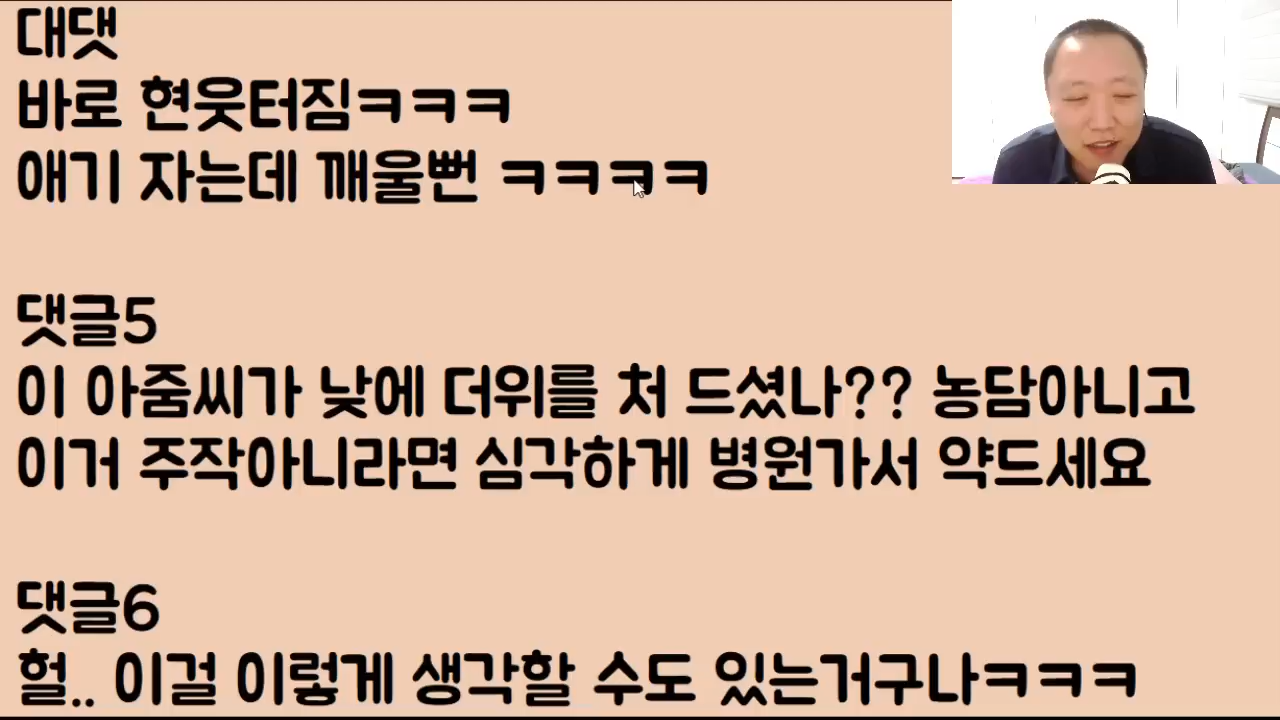 대댓
바로 현웃터짐ㅋㅋㅋ
애기 자는데 깨울뻔 ㅋㅋㅋㅋ
댓글5
이 아줌씨가 낮에 더위를 처 드셨나?? 농담아니고
이거 주작아니라면 심각하게 병원가서 약드세요
댓글6
헐.. 이걸 이렇게 생각할 수도 있는거구나ㅋㅋㅋ